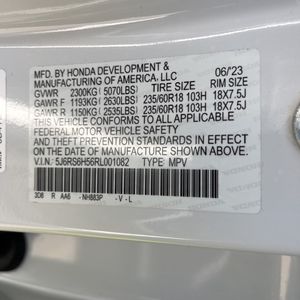 MFD. BY HONDA DEVELOPMENT & 06/23
MANUFACTURING OF AMERICA, LLC
GVWR 2300KG (5070LBS) TIRE SIZE RIM SIZE
GAWR F 1193KG (2630LBS) 235/60R18 103H 18X7.5J
GAWR R 1150KG (2535LBS) 235/60R18 103H 18X7.5J
THIS VEHICLE CONFORMS TO ALL APPLICABLE
FEDERAL MOTOR VEHICLE SAFETY AND
BUMPER STANDARDS IN EFFECT ON THE DATE OF
MANUFACTURE SHOWN ABOVE.
V.I.N: 5J6RS6H56RL001082 TYPE: MPV
3D8 R AA6 -NH883P -V-L